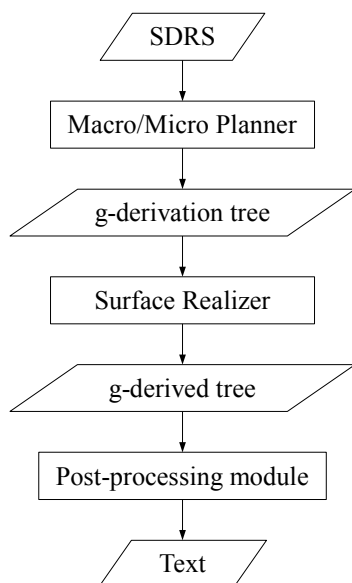 SDRS
Macro/Micro Planner
g-derivation tree
Surface Realizer
g-derived tree
Post-processing module
Text